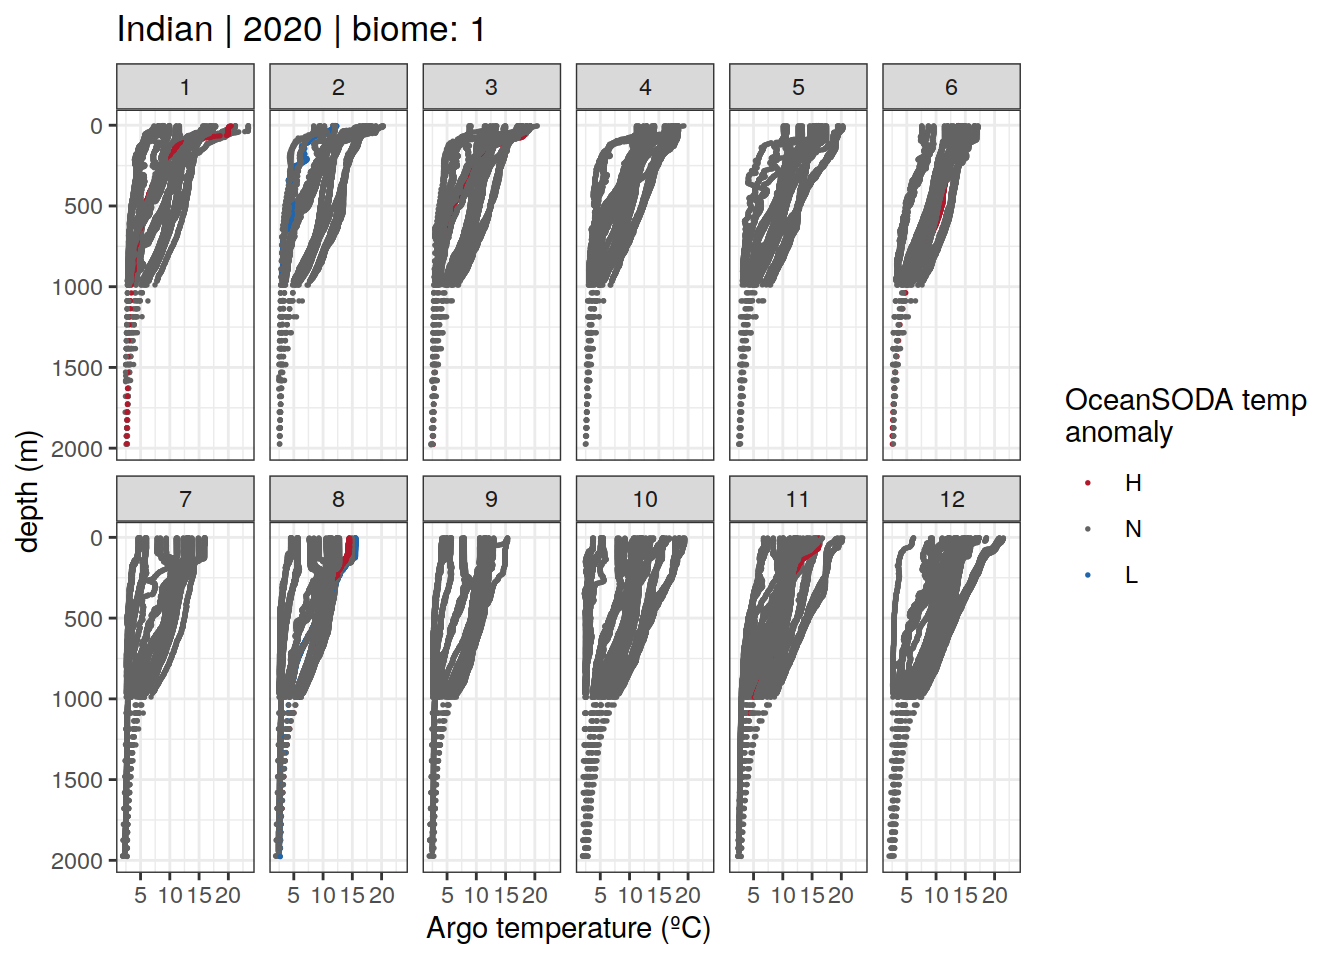 Indian | 2020 | biome: 1
1 2 3 4 5 6
0
500
1000
1500
2000
7 8 9 10 11 12
0
500
1000
1500
2000
5 10 15 20 5 10 15 20 5 10 15 20 5 10 15 20 5 10 15 20 5 10 15 20
Argo temperature (ºC)
depth (m)
OceanSODA temp
anomaly
H
N
L